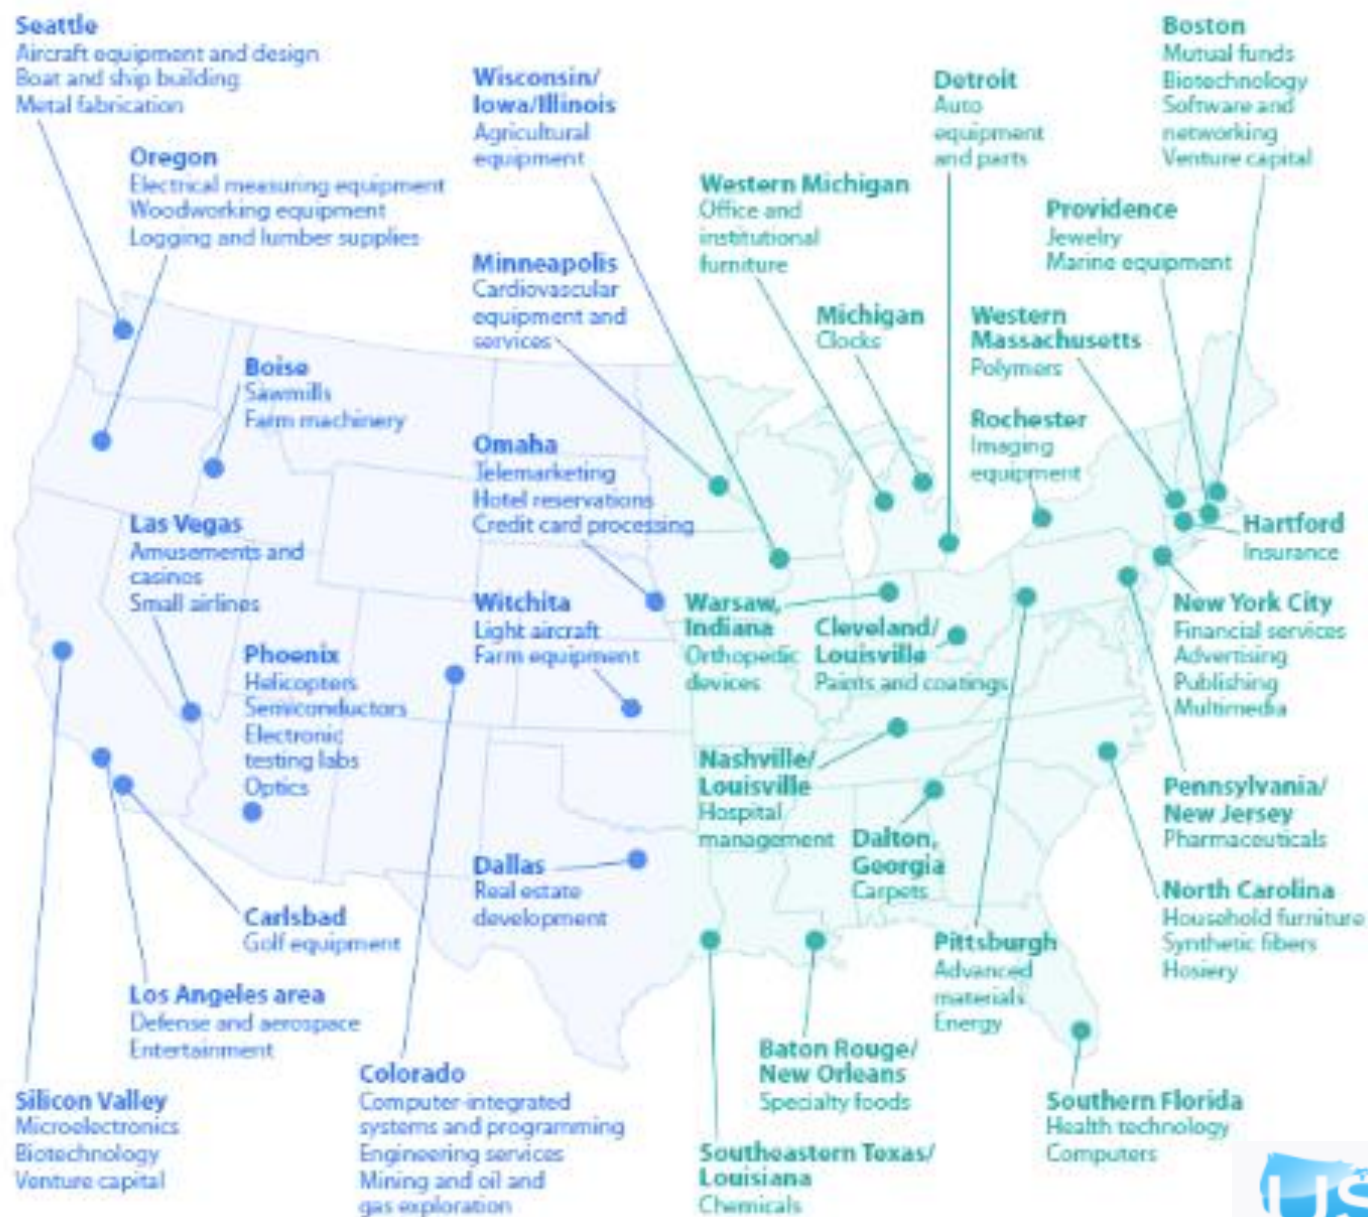 Seattle
Aircraft equipment and design
Boat and ship building
Metal fabrication
Oregon
Electrical measuring equipment
Woodworking equipment
Logging and lumber supplies
Boise
Sawmills
Farm machinery
Las Vegas
Amusements and
casinos
Small airlines
Phoenix
Helicopters
Semiconductors
Electronic
testing labs
Optics
Carlsbad
Golf equipment
Los Angeles area
Defense and aerospace
Entertainment
Silicon Valley
Microelectronics
Biotechnology
Venture capital
Colorado
Computer-integrated
systems and programming
Engineering services
Mining and oil and
gas exploration
Wisconsin/
Iowa/Illinois
Agricultural
equipment
Minneapolis
Cardiovascular
equipment and
services
Omaha
Telemarketing
Hotel reservations
Credit card processing
Witchita
Light aircraft
Farm equipment
Dallas
Real estate
development
Western Michigan
Office and
institutional
furniture
Michigan
Clocks
Detroit
Auto
equipment
and parts
Boston
Mutual funds
Biotechnology
Software and
networking
Venture capital
Providence
Jewelry
Marine equipment
Western
Massachusetts
Polymers
Rochester
Imaging
equipment
Hartford
Insurance
New York City
Financial services
Advertising
Publishing
Multimedia
Pennsylvania/
New Jersey
Pharmaceuticals
North Carolina
Household furniture
Synthetic fibers
Hosiery
Warsaw,
Indiana
Orthopedic
devices
Cleveland/
Louisville
Paints and coatings
Nashville/
Louisville
Hospital
management
Dalton,
Georgia
Carpets
Pittsburgh
Advanced
materials
Energy
Baton Rouge/
New Orleans
Specialty foods
Southeastern Texas/
Louisiana
Chemicals
Southern Florida
Health technology
Computers
US